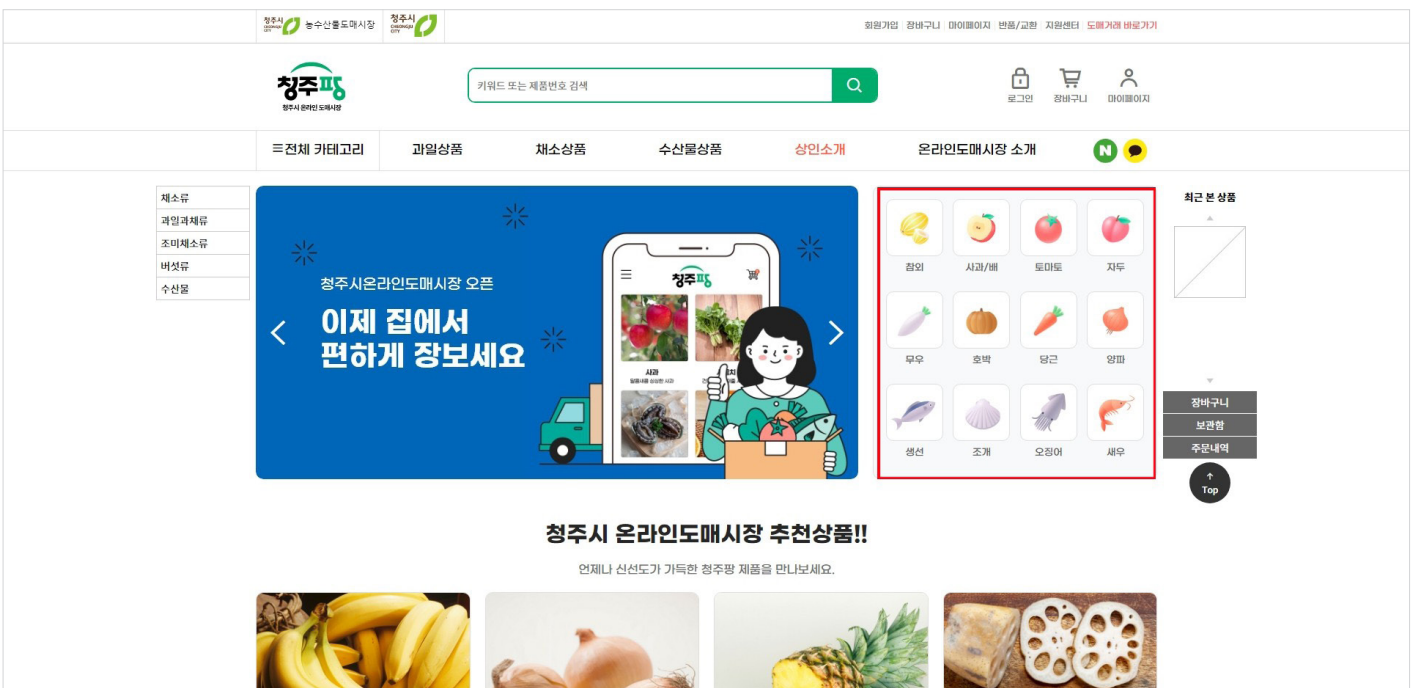 청주시 농수산물도매시장 청주시
CHEONGJU CITY CHEONGJU CITY
회원가입 장바구니 마이페이지 반품/교환 지원센터 도매거래 바로가기
청주팡
청주시 온라인 도매시장
키워드 또는 제품번호 검색
로그인 장바구니 마이페이지
전체 카테고리 과일상품 채소상품 수산물상품 상인소개 온라인도매시장 소개 N
채소류
과일과채류
조미채소류
버섯류
수산물
청주시온라인도매시장 오픈
이제 집에서
편하게 장보세요
청주팡
사과
참외 사과/배 토마토 자두
무우 호박 당근 양파
생선 조개 오징어 새우
최근 본 상품
장바구니
보관함
주문내역
Top
청주시 온라인도매시장 추천상품!!
언제나 신선도가 가득한 청주팡 제품을 만나보세요.